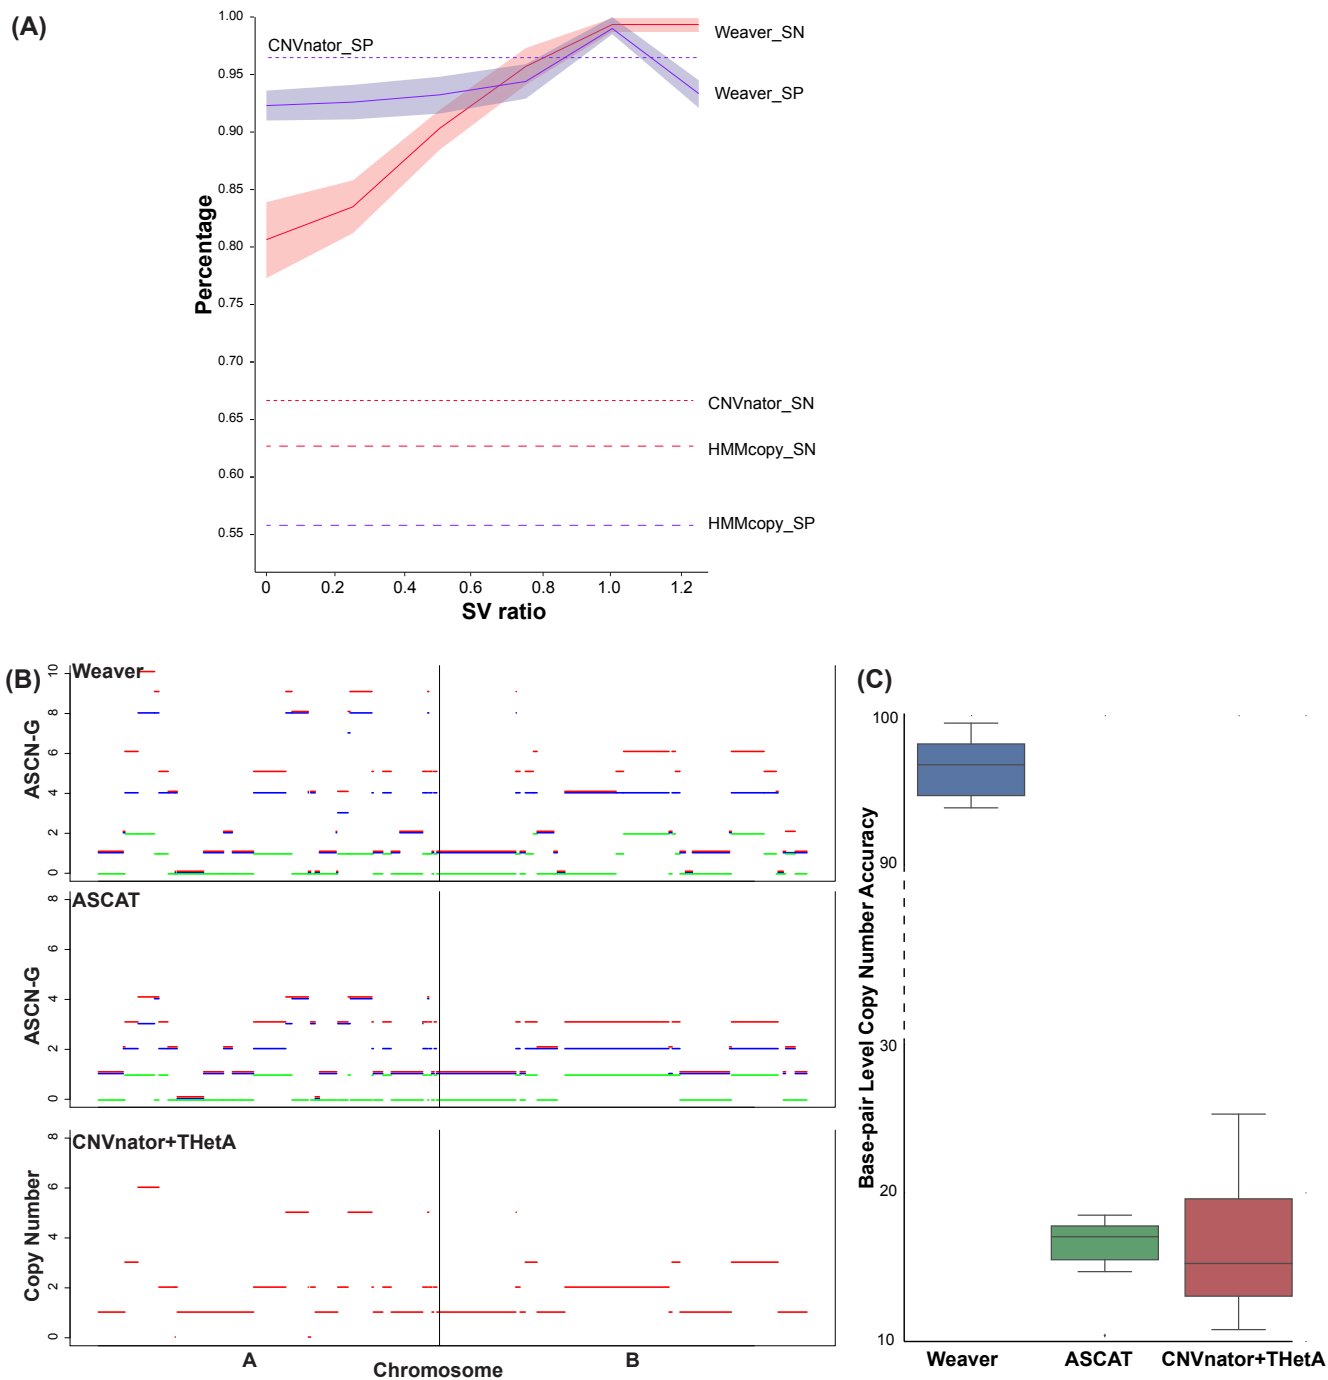 (A)
1.00
0.95
0.90
0.85
0.80
0.75
0.70
0.65
0.60
0.55
Percentage
CNVnator_SP
Weaver_SN
Weaver_SP
CNVnator_SN
HMMcopy_SN
HMMcopy_SP
0 0.2 0.4 0.6 0.8 1.0 1.2
SV ratio
(B)
Weaver
ASCN-G
10
8
6
4
2
0
ASCAT
ASCN-G
8
6
4
2
0
CNVnator+THetA
Copy Number
8
6
4
2
0
A B
Chromosome
(C)
Base-pair Level Copy Number Accuracy
100
90
30
20
10
Weaver ASCAT CNVnator+THetA